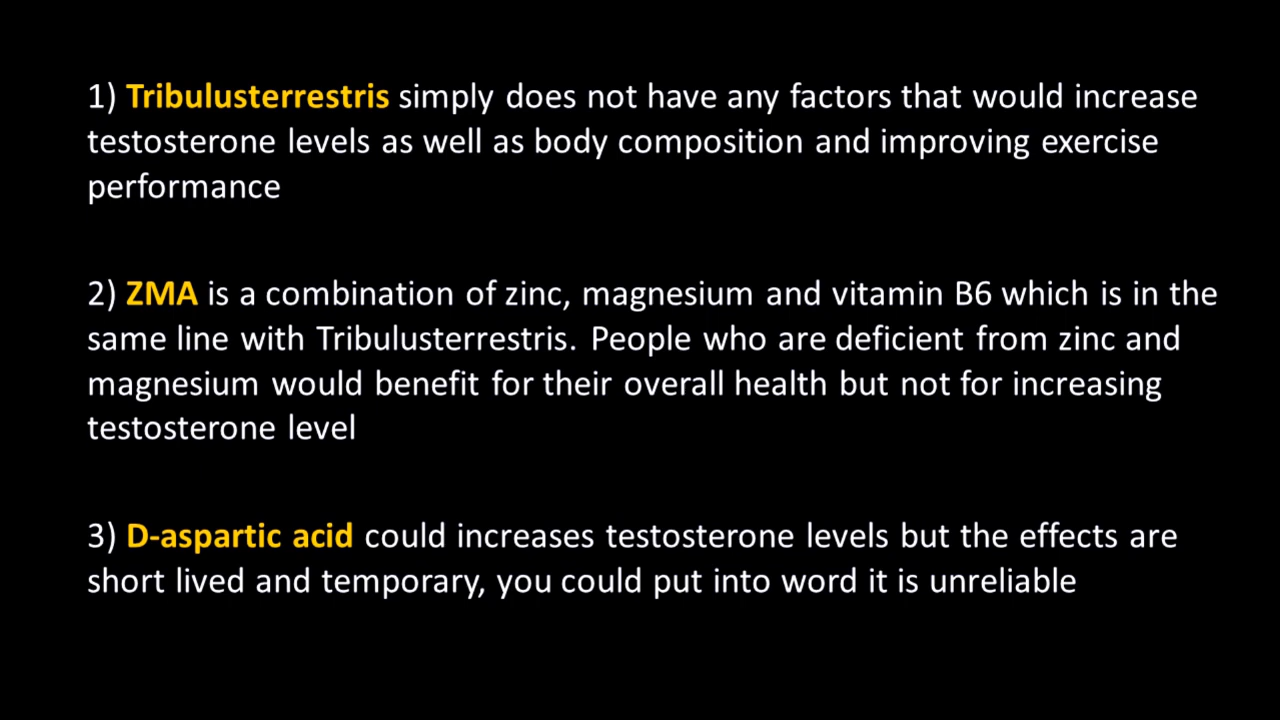 1) Tribulusterrestris simply does not have any factors that would increase
testosterone levels as well as body composition and improving exercise
performance
2) ZMA is a combination of zinc, magnesium and vitamin B6 which is in the
same line with Tribulusterrestris. People who are deficient from zinc and
magnesium would benefit for their overall health but not for increasing
testosterone level
3) D-aspartic acid could increases testosterone levels but the effects are
short lived and temporary, you could put into word it is unreliable